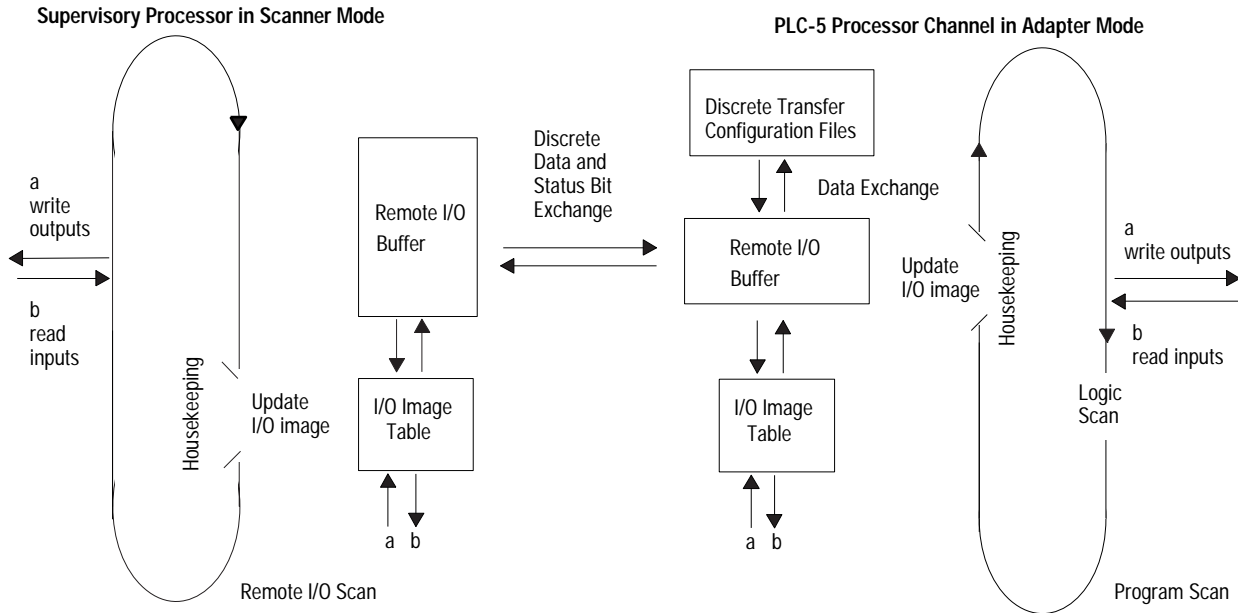 Supervisory Processor in Scanner Mode
PLC-5 Processor Channel in Adapter Mode
a
write
outputs
b
read
inputs
Housekeeping
Update
I/O image
Remote I/O Scan
Remote I/O
Buffer
I/O Image
Table
a
b
Discrete
Data and
Status Bit
Exchange
Discrete Transfer
Configuration Files
Data Exchange
Remote I/O
Buffer
I/O Image
Table
a
b
Update
I/O image
Housekeeping
a
write outputs
b
read inputs
Logic
Scan
Program Scan